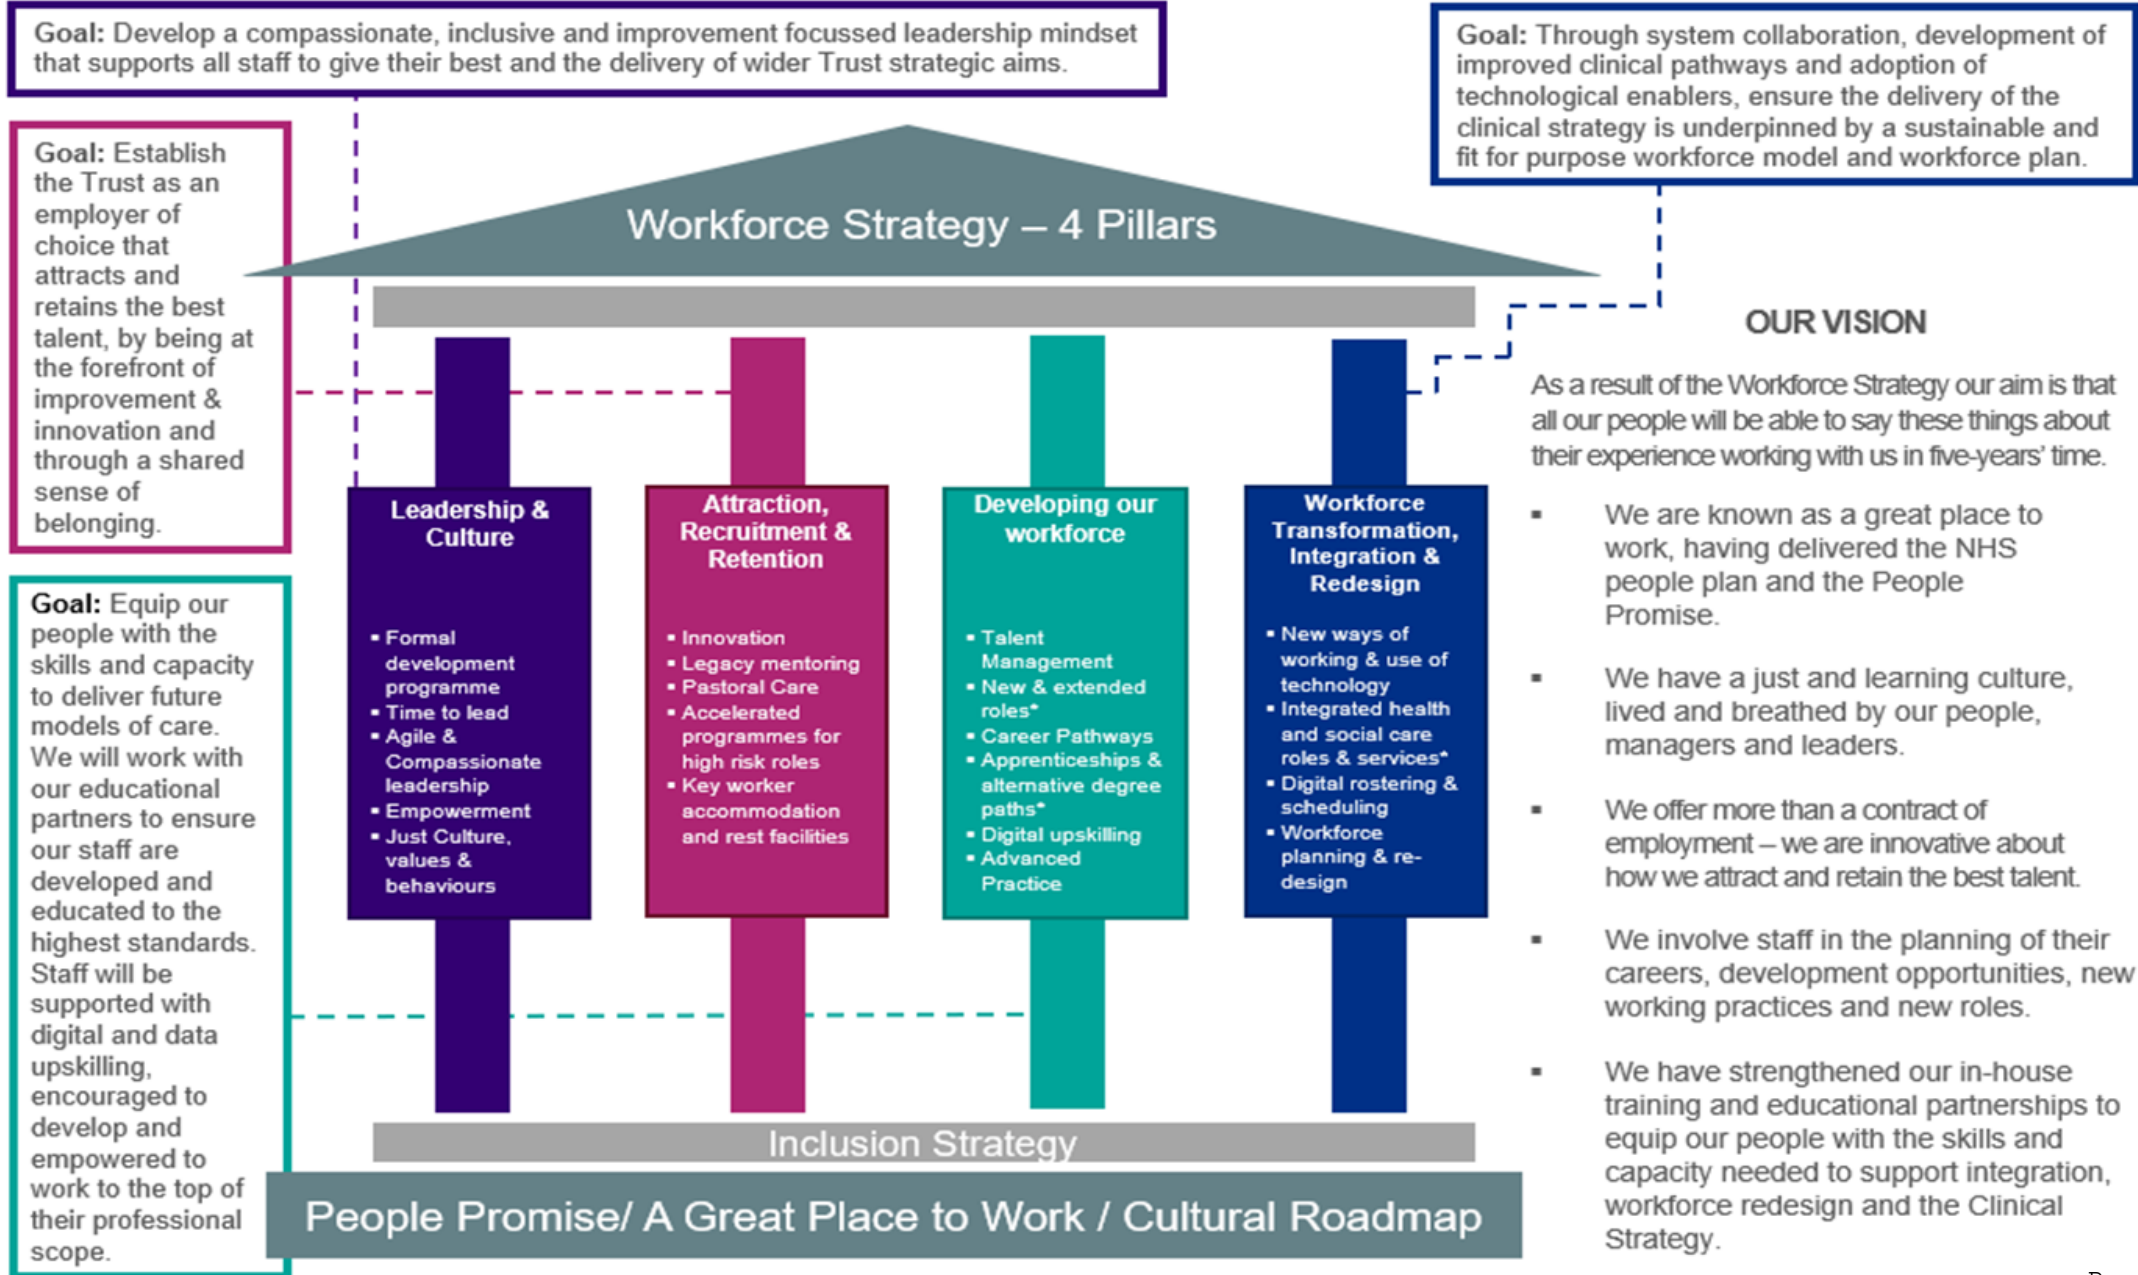 Goal: Develop a compassionate, inclusive and improvement focussed leadership mindset
that supports all staff to give their best and the delivery of wider Trust strategic aims.
Goal: Through system collaboration, development of
improved clinical pathways and adoption of
technological enablers, ensure the delivery of the
clinical strategy is underpinned by a sustainable and
fit for purpose workforce model and workforce plan.
Goal: Establish
the Trust as an
employer of
choice that
attracts and
retains the best
talent, by being at
the forefront of
improvement &
innovation and
through a shared
sense of
belonging.
Goal: Equip our
people with the
skills and capacity
to deliver future
models of care.
We will work with
our educational
partners to ensure
our staff are
developed and
educated to the
highest standards.
Staff will be
supported with
digital and data
upskilling,
encouraged to
develop and
empowered to
work to the top of
their professional
scope.
Workforce Strategy – 4 Pillars
Leadership &
Culture
▪ Formal
development
programme
▪ Time to lead
▪ Agile &
Compassionate
leadership
▪ Empowerment
▪ Just Culture,
values &
behaviours
Attraction,
Recruitment &
Retention
▪ Innovation
▪ Legacy mentoring
▪ Pastoral Care
▪ Accelerated
programmes for
high risk roles
▪ Key worker
accommodation
and rest facilities
Developing our
workforce
▪ Talent
Management
▪ New & extended
roles*
▪ Career Pathways
▪ Apprenticeships &
alternative degree
paths*
▪ Digital upskilling
▪ Advanced
Practice
Workforce
Transformation,
Integration &
Redesign
▪ New ways of
working & use of
technology
▪ Integrated health
and social care
roles & services*
▪ Digital rostering &
scheduling
▪ Workforce
planning & re-
design
Inclusion Strategy
People Promise/ A Great Place to Work / Cultural Roadmap
OUR VISION
As a result of the Workforce Strategy our aim is that
all our people will be able to say these things about
their experience working with us in five-years’ time.
▪ We are known as a great place to
work, having delivered the NHS
people plan and the People
Promise.
▪ We have a just and learning culture,
lived and breathed by our people,
managers and leaders.
▪ We offer more than a contract of
employment – we are innovative about
how we attract and retain the best talent.
▪ We involve staff in the planning of their
careers, development opportunities, new
working practices and new roles.
▪ We have strengthened our in-house
training and educational partnerships to
equip our people with the skills and
capacity needed to support integration,
workforce redesign and the Clinical
Strategy.